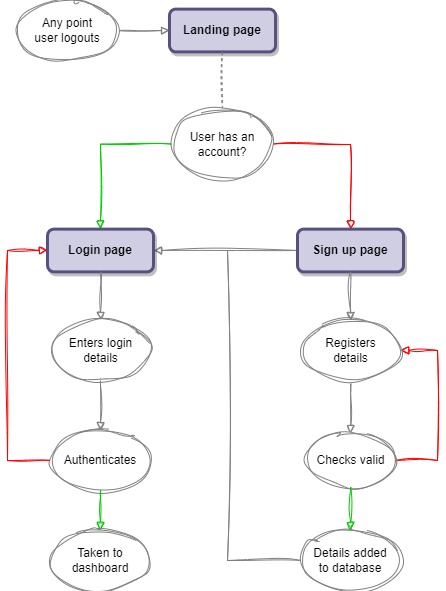 Any point
user logouts
Landing page
User has an
account?
Login page
Sign up page
Enters login
details
Registers
details
Authenticates
Checks valid
Taken to
dashboard
Details added
to database